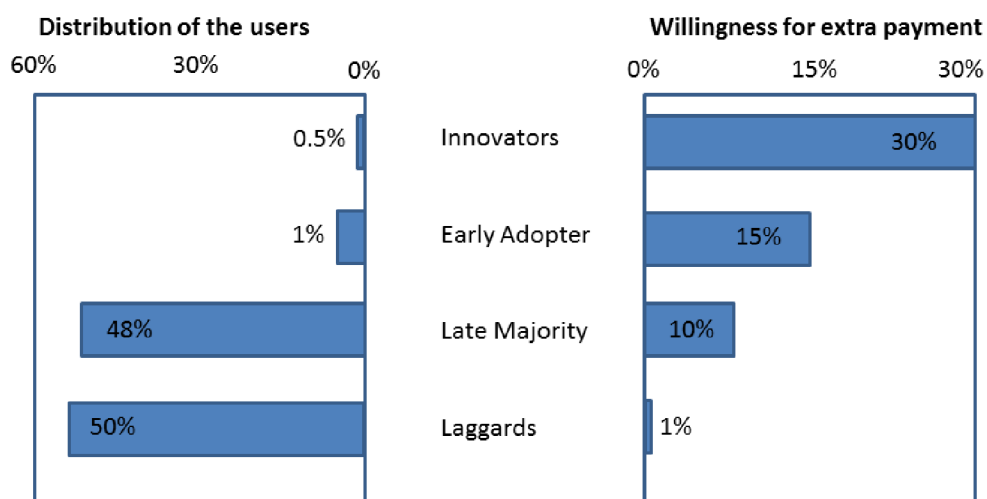 Distribution of the users
Willingness for extra payment
60% 30% 0%
0% 15% 30%
0.5% Innovators 30%
1% Early Adopter 15%
48% Late Majority 10%
50% Laggards 1%